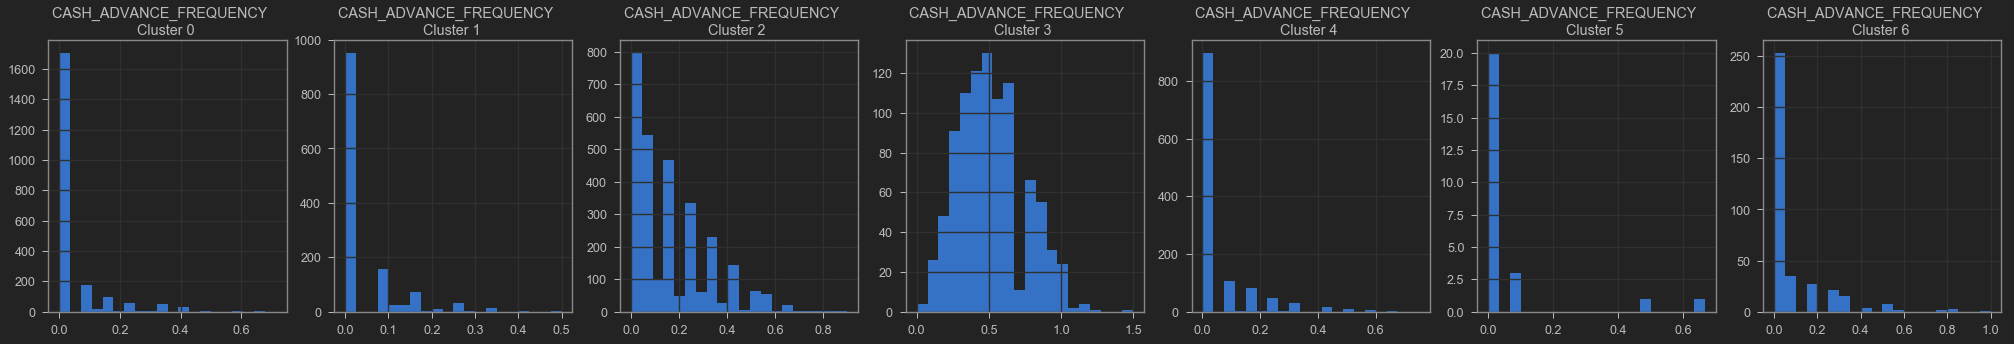 CASH_ADVANCE_FREQUENCY
Cluster 0
1600
1400
1200
1000
800
600
400
200
0
0.0 0.2 0.4 0.6
CASH_ADVANCE_FREQUENCY
Cluster 1
1000
800
600
400
200
0
0.0 0.1 0.2 0.3 0.4 0.5
CASH_ADVANCE_FREQUENCY
Cluster 2
800
700
600
500
400
300
200
100
0
0.0 0.2 0.4 0.6 0.8
CASH_ADVANCE_FREQUENCY
Cluster 3
120
100
80
60
40
20
0
0.0 0.5 1.0 1.5
CASH_ADVANCE_FREQUENCY
Cluster 4
800
600
400
200
0
0.0 0.2 0.4 0.6
CASH_ADVANCE_FREQUENCY
Cluster 5
20.0
17.5
15.0
12.5
10.0
7.5
5.0
2.5
0.0
0.0 0.2 0.4 0.6
CASH_ADVANCE_FREQUENCY
Cluster 6
250
200
150
100
50
0
0.0 0.2 0.4 0.6 0.8 1.0